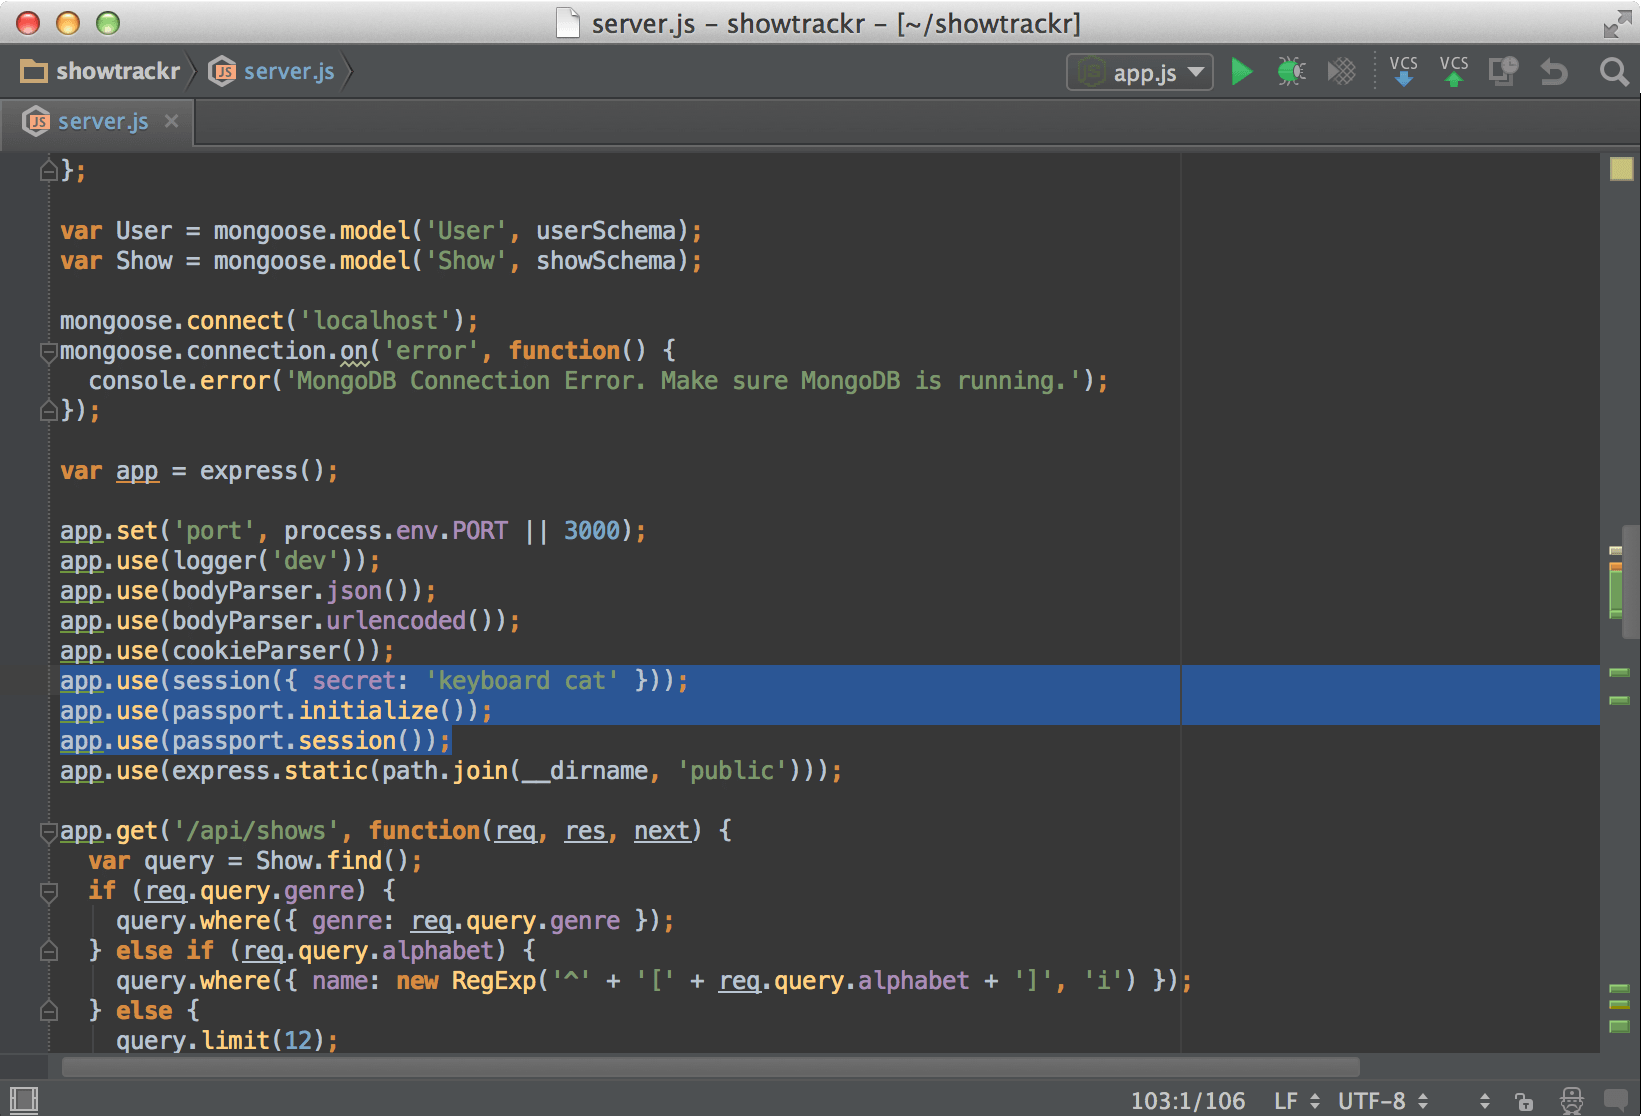 server.js – showtrackr – [~/showtrackr]
showtrackr JS server.js JS app.js VCS VCS
JS server.js
};
var User = mongoose.model('User', userSchema);
var Show = mongoose.model('Show', showSchema);
mongoose.connect('localhost');
mongoose.connection.on('error', function() {
  console.error('MongoDB Connection Error. Make sure MongoDB is running.');
});
var app = express();
app.set('port', process.env.PORT || 3000);
app.use(logger('dev'));
app.use(bodyParser.json());
app.use(bodyParser.urlencoded());
app.use(cookieParser());
app.use(session({ secret: 'keyboard cat' }));
app.use(passport.initialize());
app.use(passport.session());
app.use(express.static(path.join(__dirname, 'public')));
app.get('/api/shows', function(req, res, next) {
  var query = Show.find();
  if (req.query.genre) {
    query.where({ genre: req.query.genre });
  } else if (req.query.alphabet) {
    query.where({ name: new RegExp('^' + '[' + req.query.alphabet + ']', 'i') });
  } else {
    query.limit(12);
103:1/106 LF UTF-8